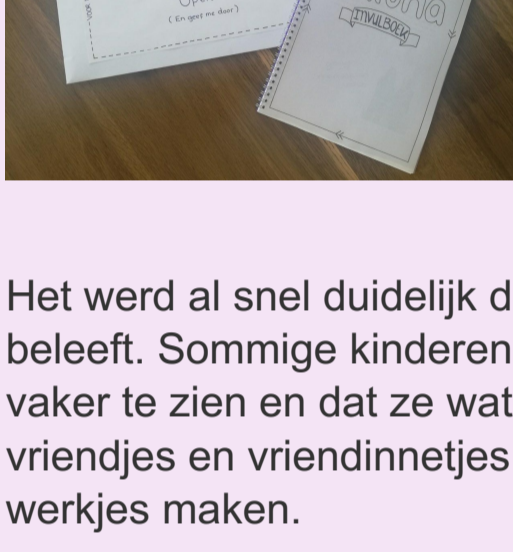 (En geef me door)
INVULBOEK
Het werd al snel duidelijk d
beleeft. Sommige kinderen
vaker te zien en dat ze wat
vriendjes en vriendinnetjes
werkjes maken.